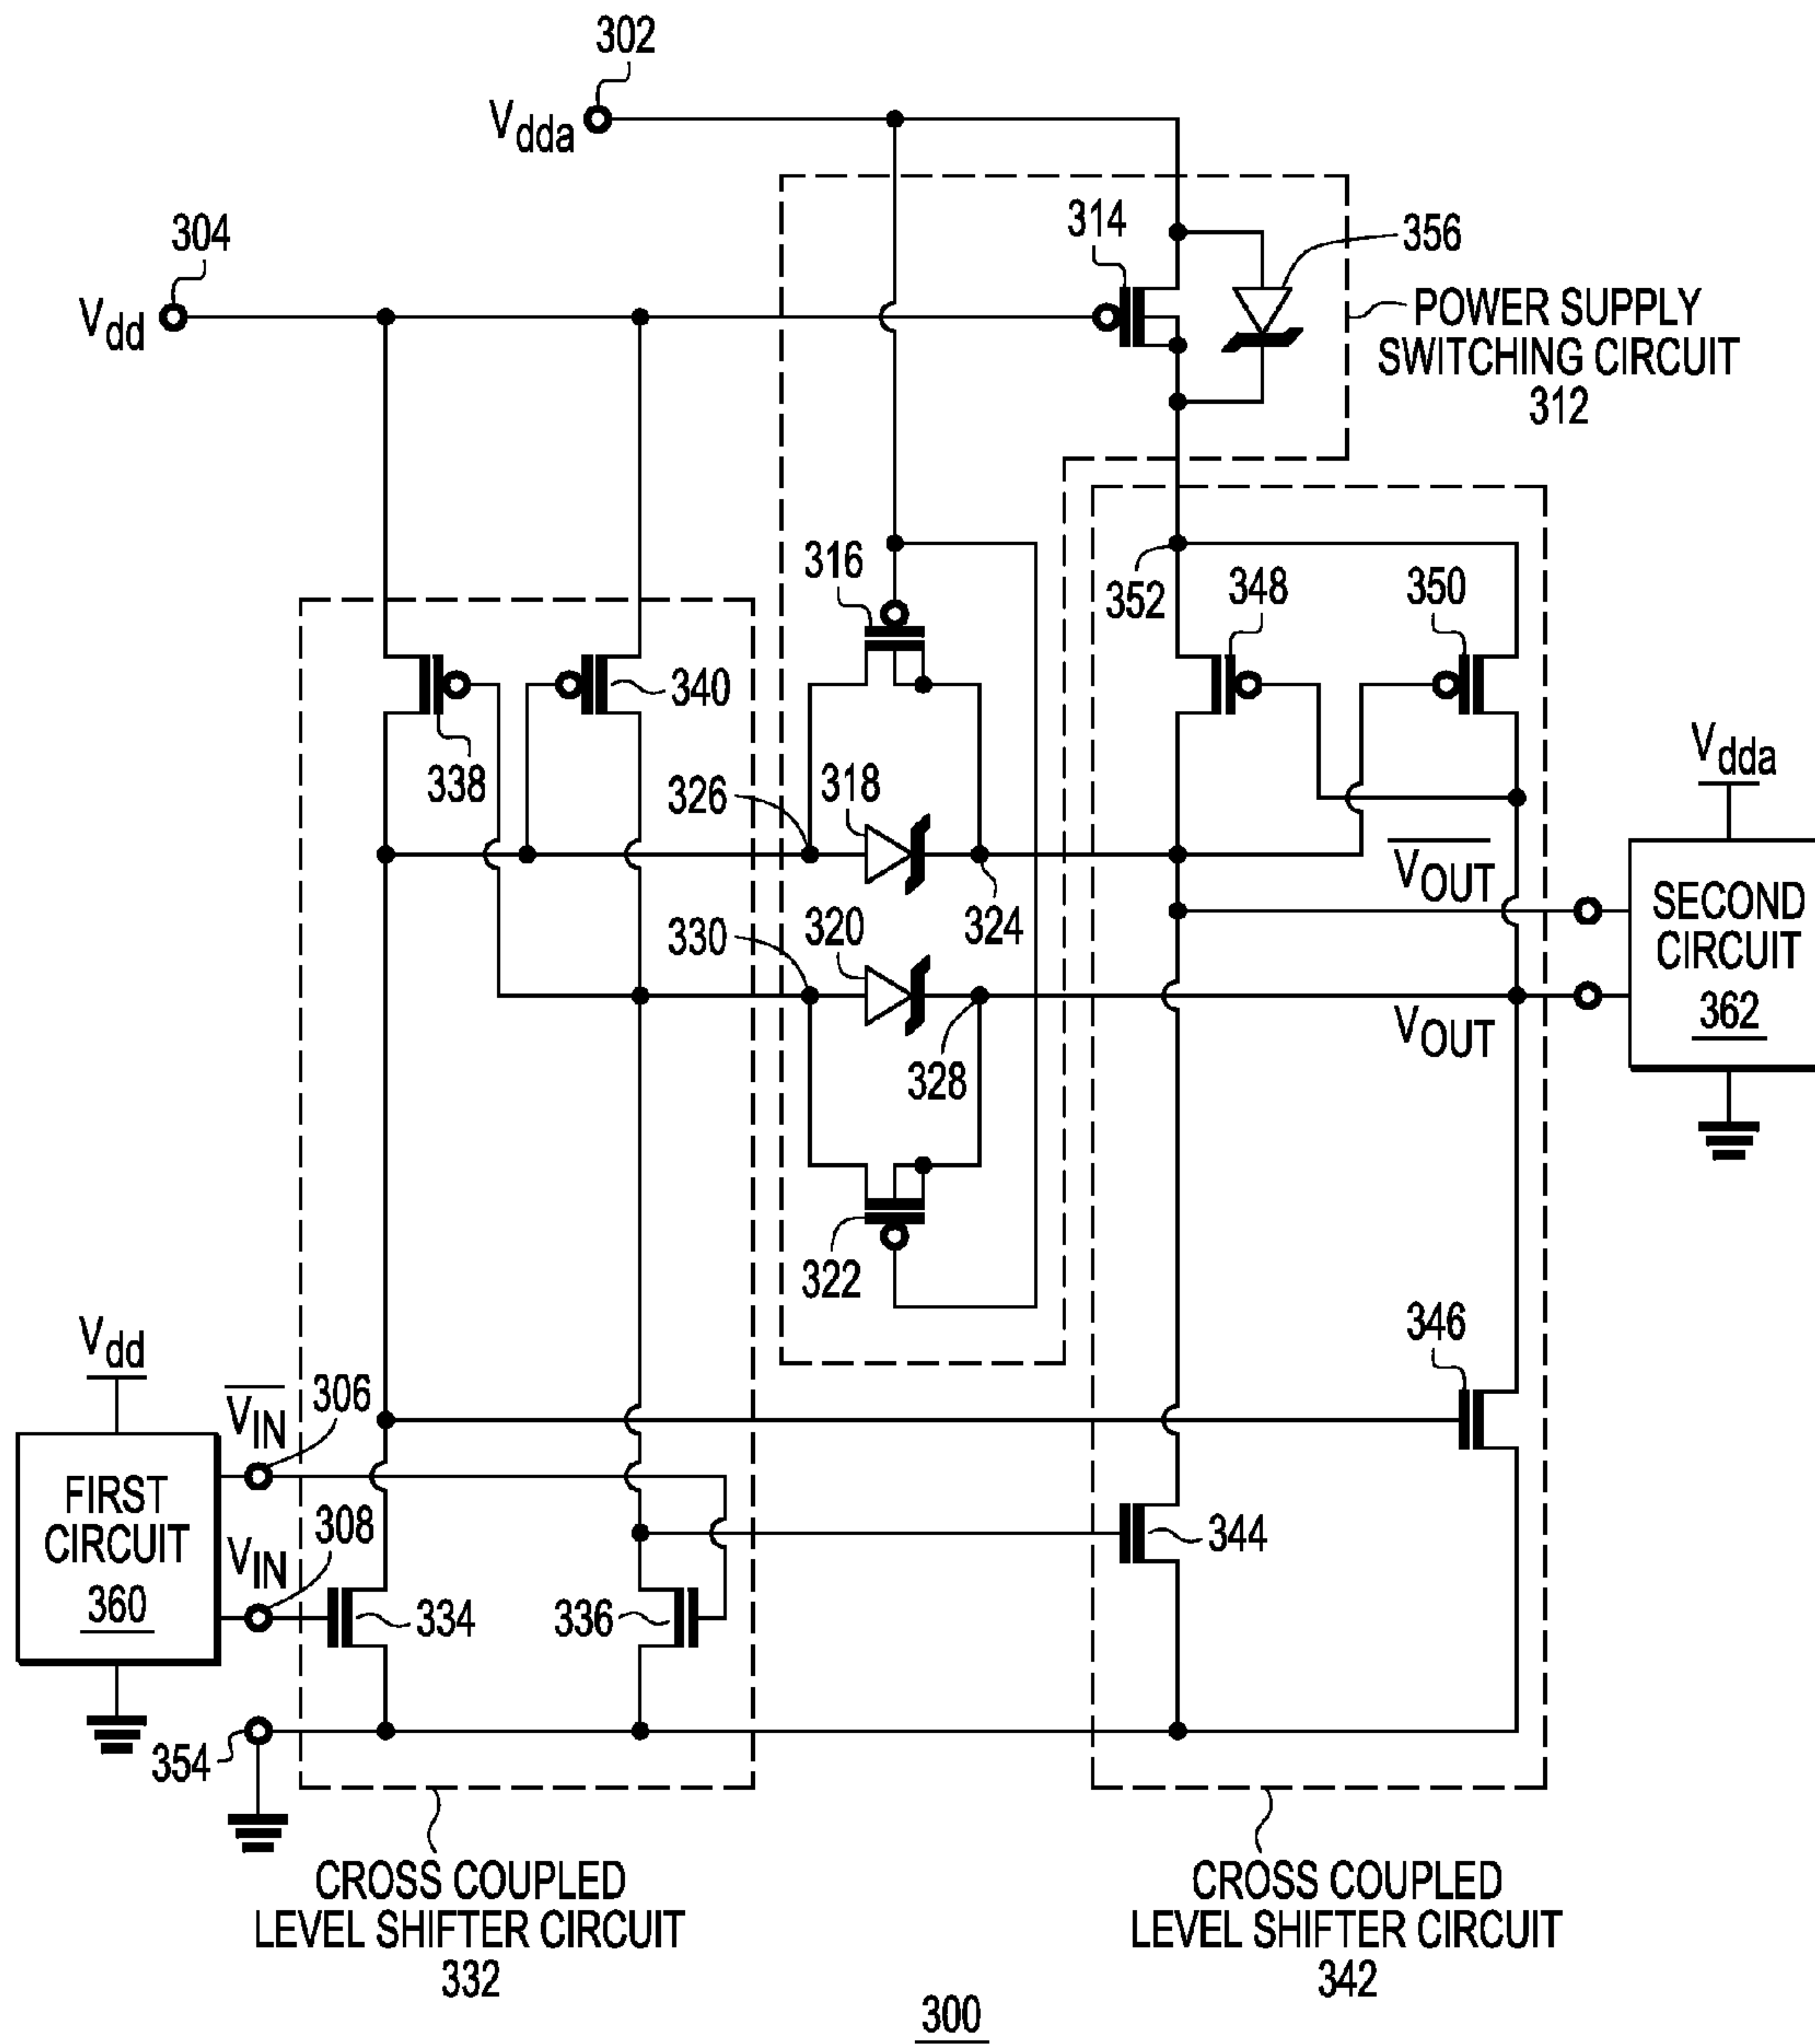 302
Vdda
304
Vdd
314
356
POWER SUPPLY
SWITCHING CIRCUIT
312
316
352
348
350
340
338
Vdda
326
318
VOUT
324
SECOND
CIRCUIT
362
330
320
VOUT
328
322
346
Vdd
VIN
306
FIRST
CIRCUIT
360
308
VIN
334
336
344
354
CROSS COUPLED
LEVEL SHIFTER CIRCUIT
332
CROSS COUPLED
LEVEL SHIFTER CIRCUIT
342
300